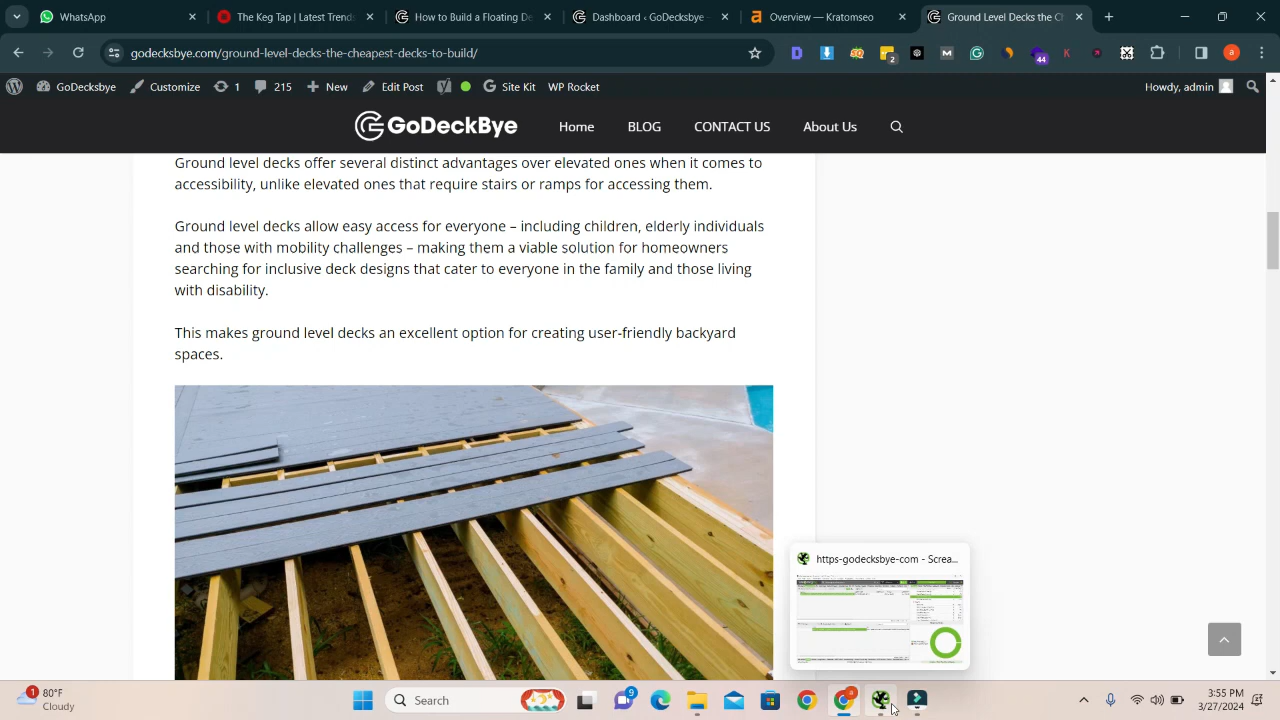 WhatsApp
The Keg Tap | Latest Trends
How to Build a Floating De
Dashboard ‹ GoDecksbye –
Overview — Kratomseo
Ground Level Decks the Ch
godecksbye.com/ground-level-decks-the-cheapest-decks-to-build/
2
44
GoDecksbye
Customize
1
215
New
Edit Post
Site Kit
WP Rocket
Howdy, admin
GoDeckBye
Home
BLOG
CONTACT US
About Us
Ground level decks offer several distinct advantages over elevated ones when it comes to
accessibility, unlike elevated ones that require stairs or ramps for accessing them.
Ground level decks allow easy access for everyone – including children, elderly individuals
and those with mobility challenges – making them a viable solution for homeowners
searching for inclusive deck designs that cater to everyone in the family and those living
with disability.
This makes ground level decks an excellent option for creating user-friendly backyard
spaces.
https-godecksbye-com - Screa...
1
80°F
Search
9
3:55 PM
3/27/2024